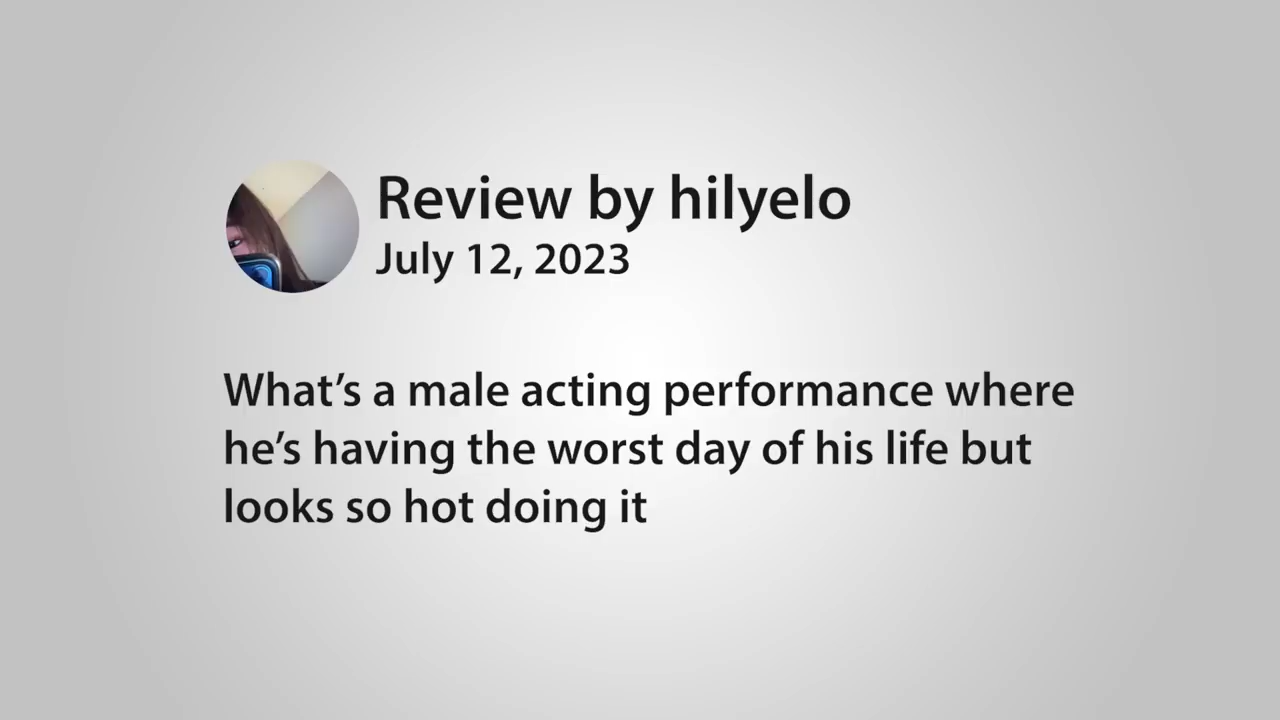 Review by hilyelo
July 12, 2023
What’s a male acting performance where
he’s having the worst day of his life but
looks so hot doing it